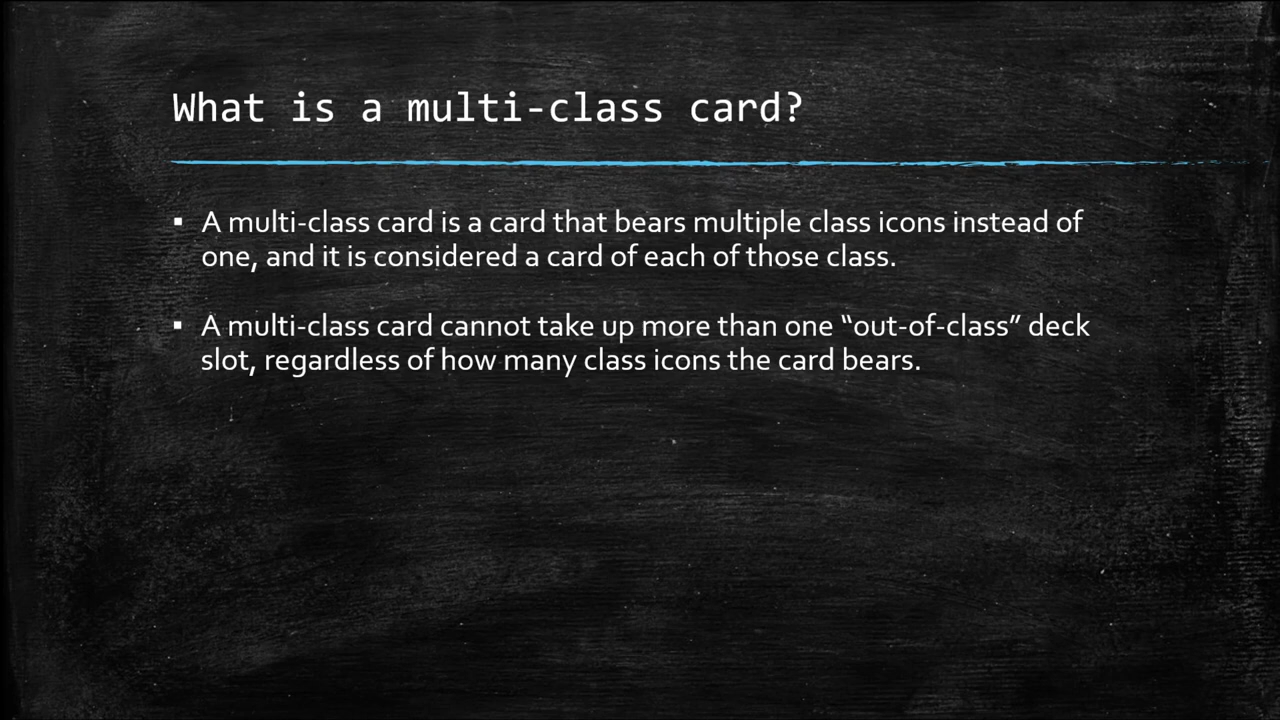 What is a multi-class card?
▪ A multi-class card is a card that bears multiple class icons instead of
one, and it is considered a card of each of those class.
▪ A multi-class card cannot take up more than one “out-of-class” deck
slot, regardless of how many class icons the card bears.